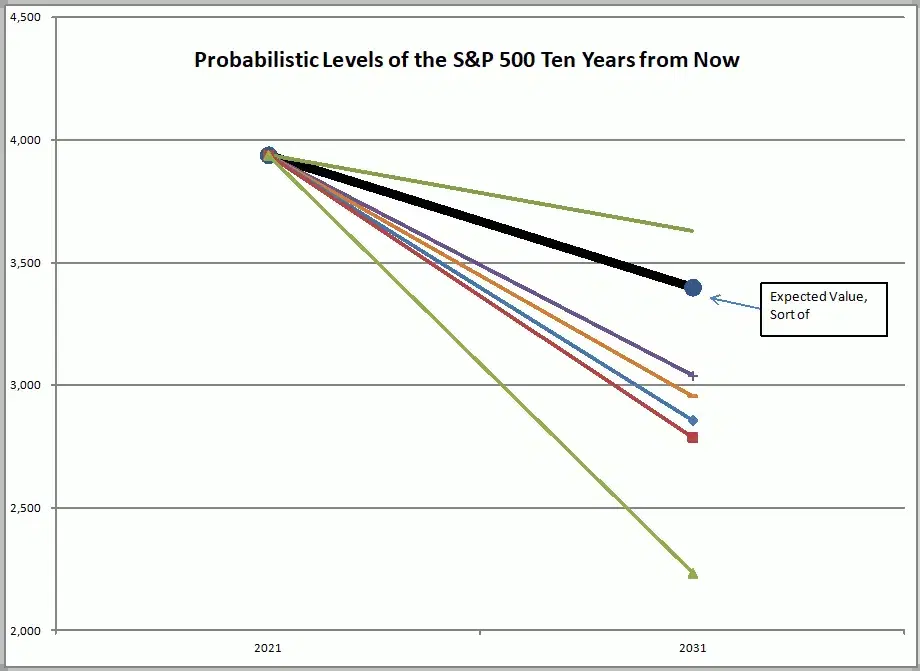 4,500
Probabilistic Levels of the S&P 500 Ten Years from Now
4,000
3,500
Expected Value,
Sort of
3,000
2,500
2,000
2021
2031